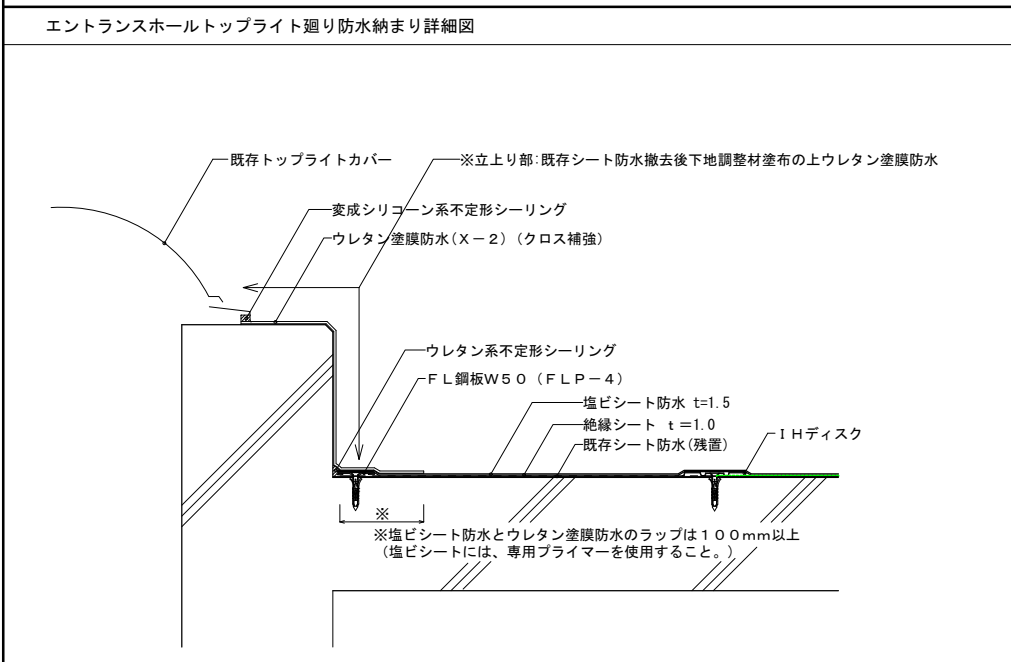 エントランスホールトップライト廻り防水納まり詳細図
既存トップライトカバー
※立上り部:既存シート防水撤去後下地調整材塗布の上ウレタン塗膜防水
変成シリコーン系不定形シーリング
ウレタン塗膜防水(X－2)(クロス補強)
ウレタン系不定形シーリング
FL鋼板W50(FLP－4)
塩ビシート防水 t=1.5
絶縁シート t=1.0
既存シート防水(残置)
IHディスク
※
※塩ビシート防水とウレタン塗膜防水のラップは100mm以上
(塩ビシートには、専用プライマーを使用すること。)